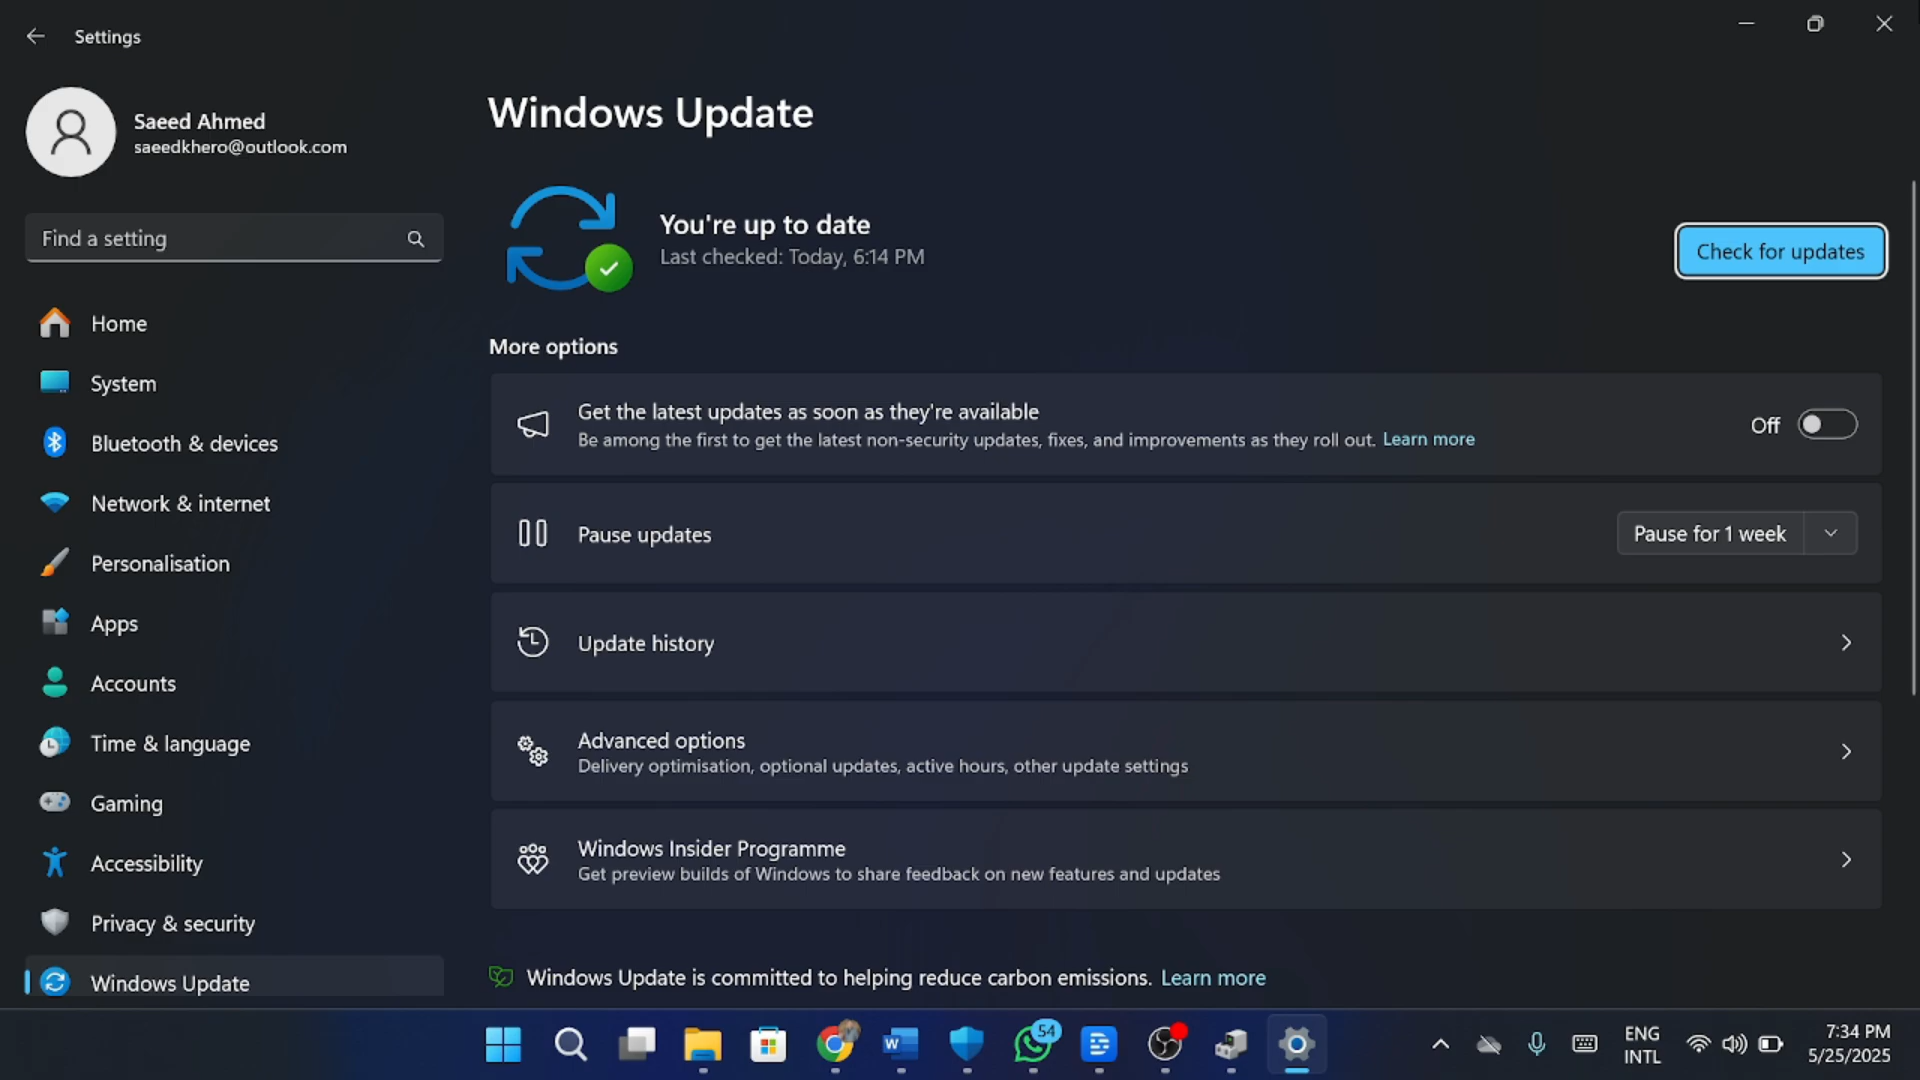 Settings
Saeed Ahmed
saeedkhero@outlook.com
Find a setting
Home
System
Bluetooth & devices
Network & internet
Personalisation
Apps
Accounts
Time & language
Gaming
Accessibility
Privacy & security
Windows Update
Windows Update
You're up to date
Last checked: Today, 6:14 PM
Check for updates
More options
Get the latest updates as soon as they're available
Be among the first to get the latest non-security updates, fixes, and improvements as they roll out. Learn more
Off
Pause updates
Pause for 1 week
Update history
Advanced options
Delivery optimisation, optional updates, active hours, other update settings
Windows Insider Programme
Get preview builds of Windows to share feedback on new features and updates
Windows Update is committed to helping reduce carbon emissions. Learn more
W
54
ENG
INTL
7:34 PM
5/25/2025